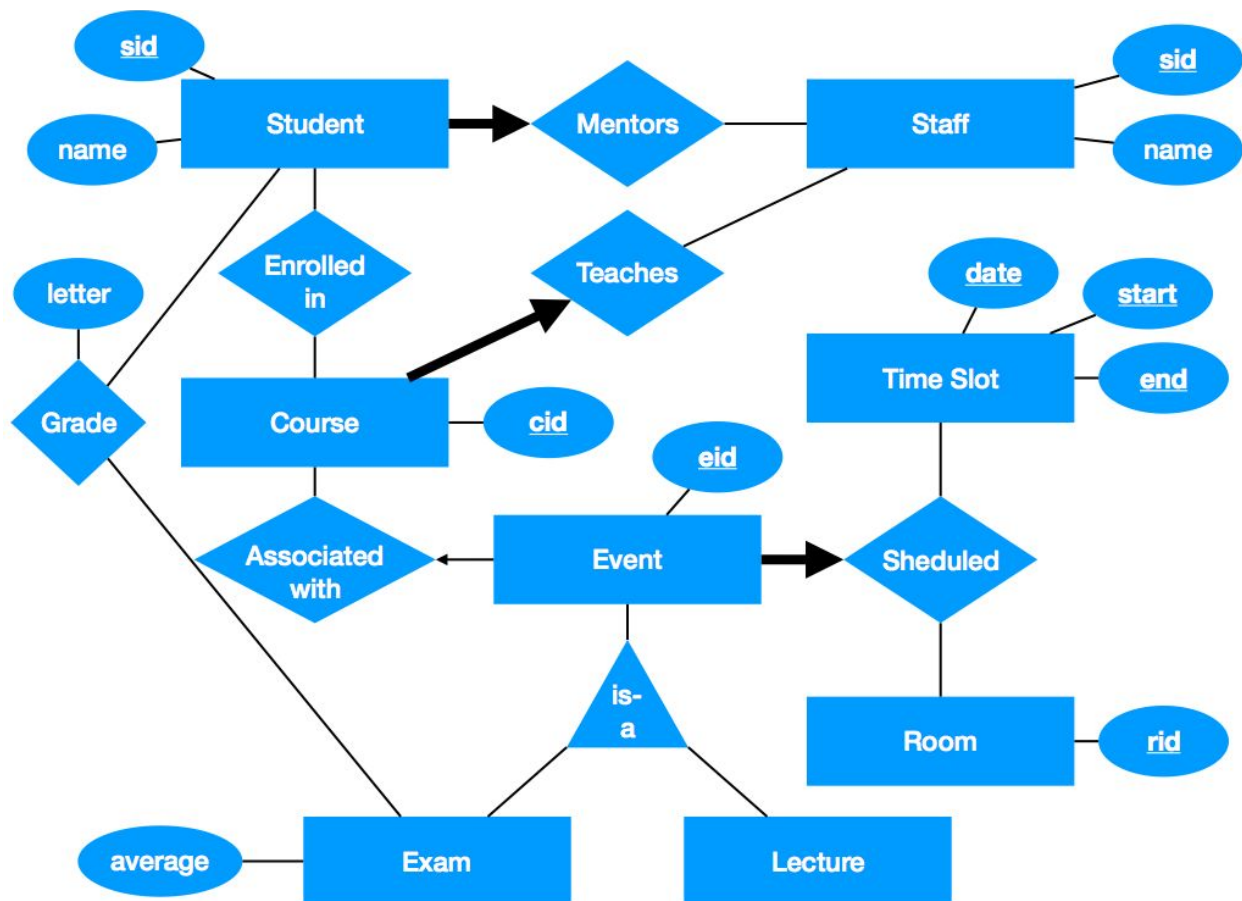 sid
sid
Student
Mentors
Staff
name
name
Enrolled
in
Teaches
date
start
letter
Time Slot
end
Grade
Course
cid
eid
Associated
with
Event
Sheduled
is-
a
Room
rid
average
Exam
Lecture